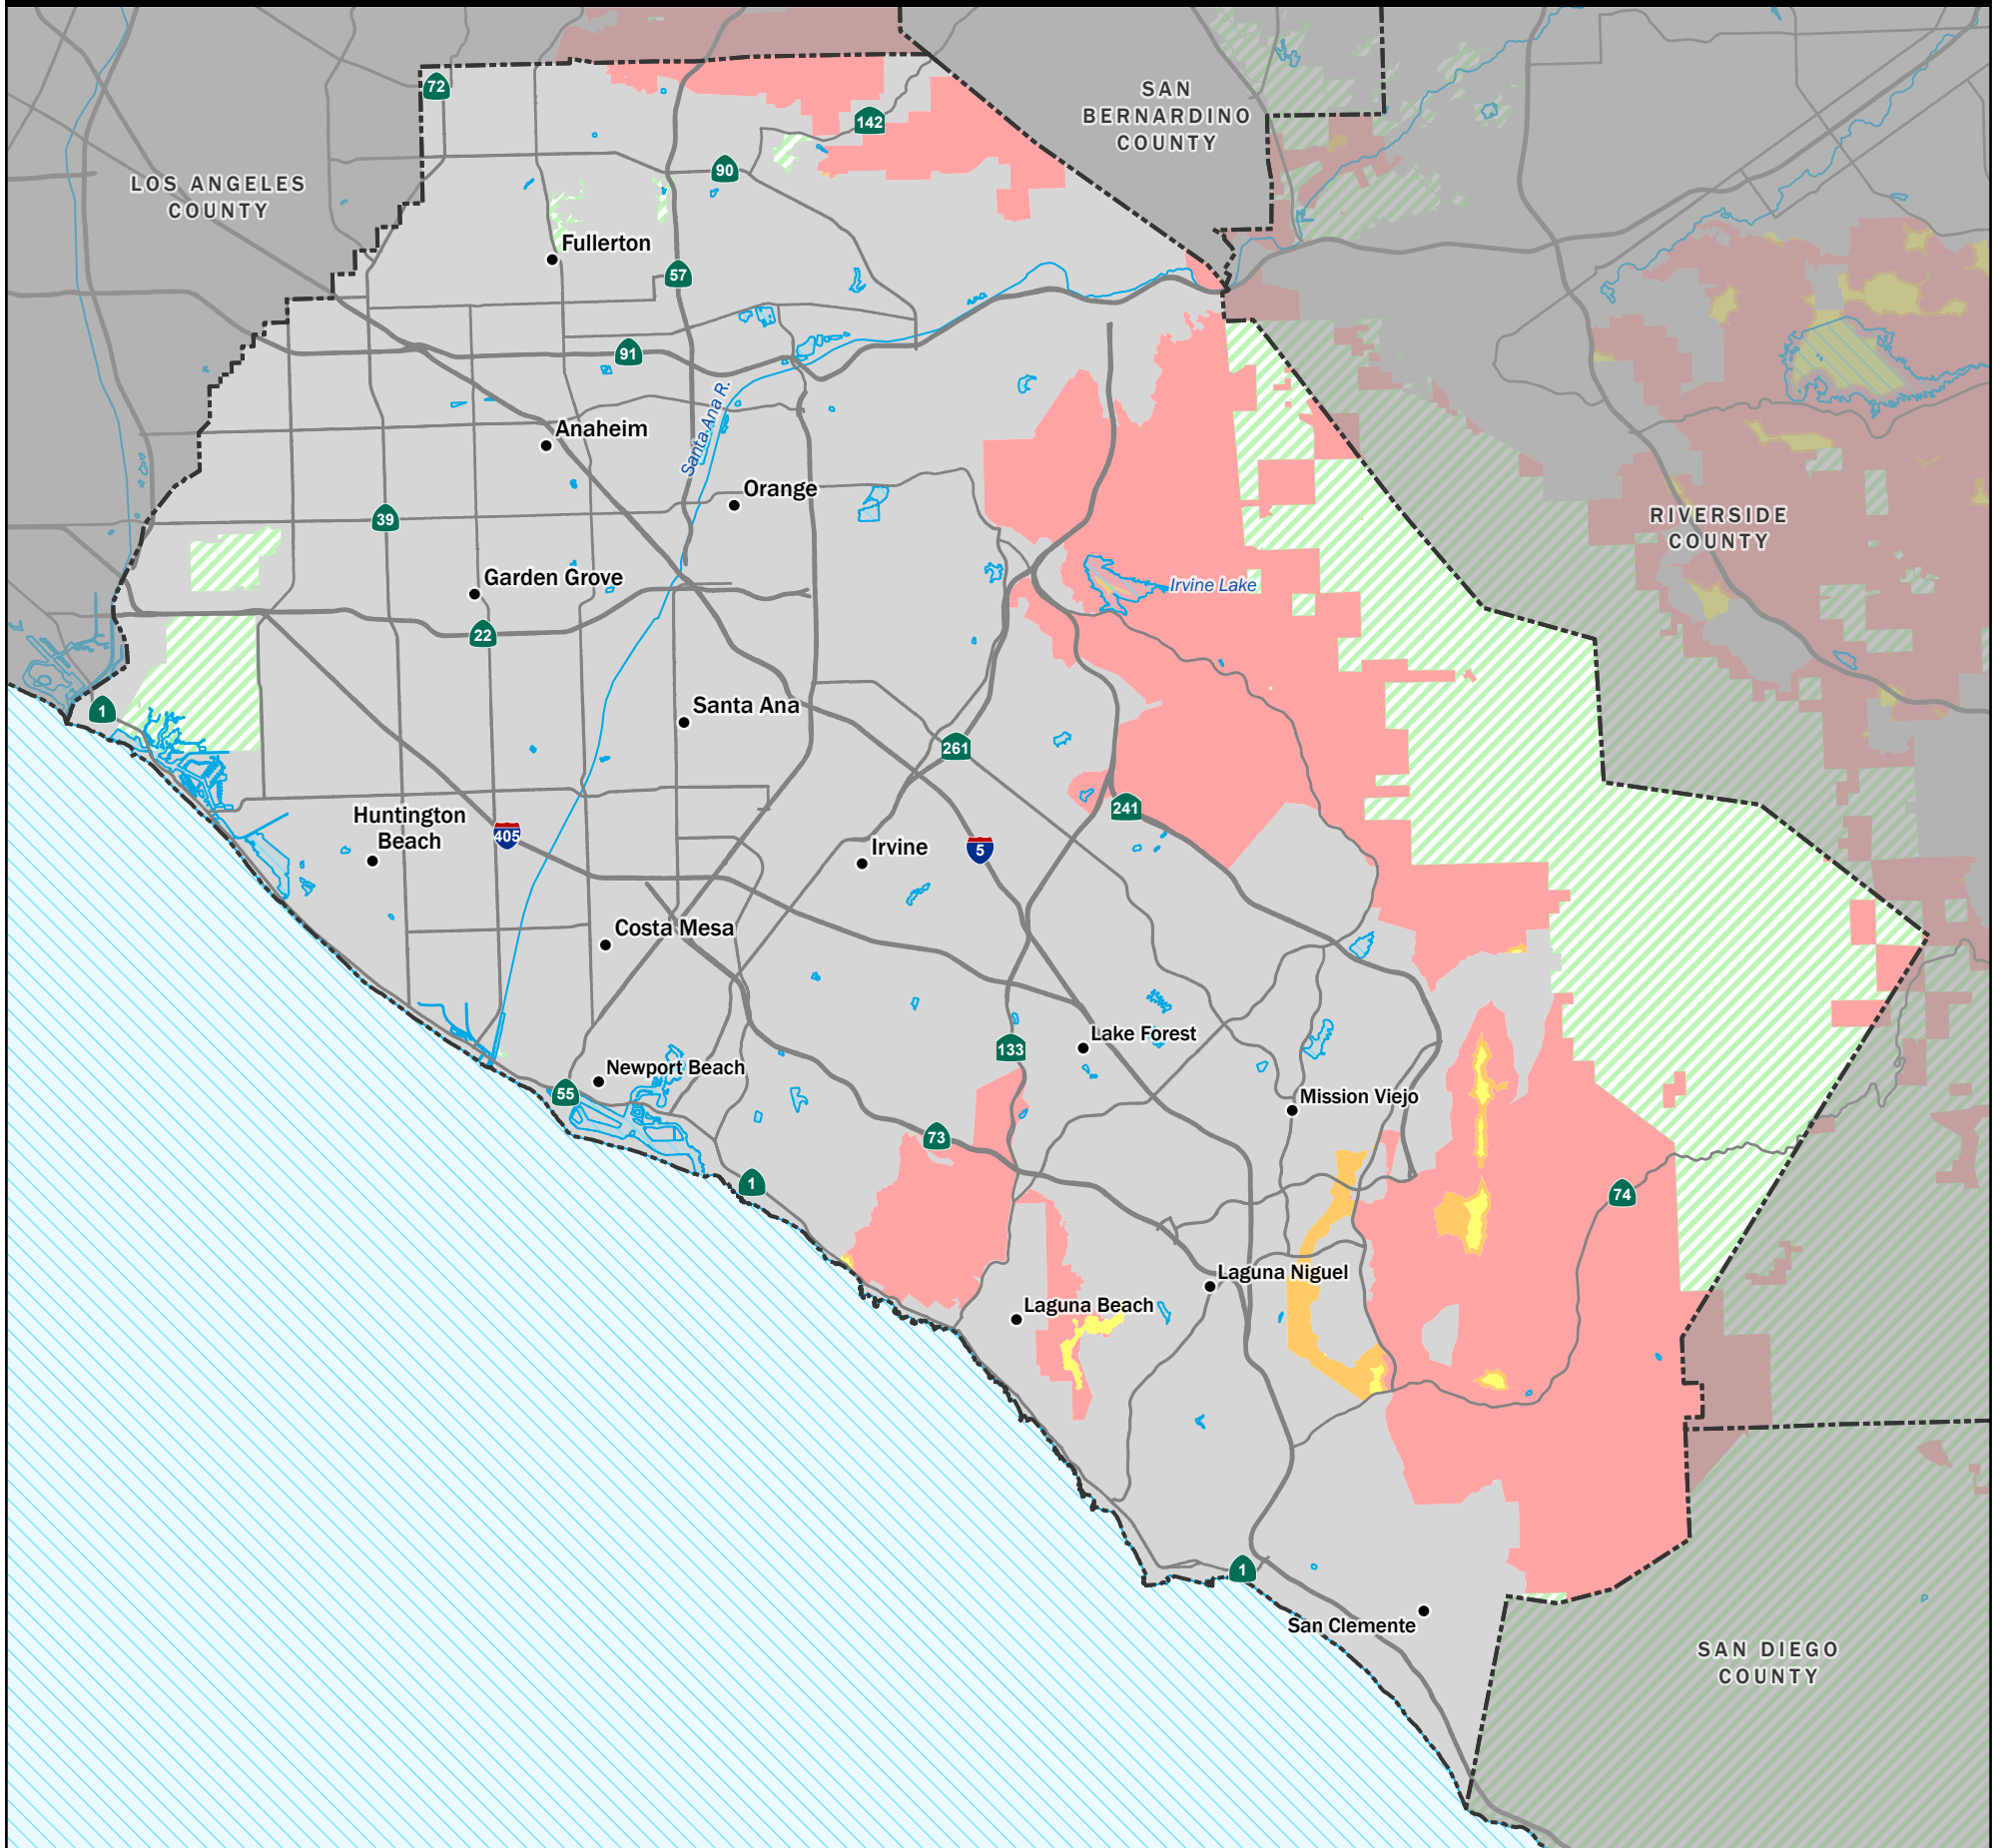 72
SAN
BERNARDINO
COUNTY
142
90
LOS ANGELES
COUNTY
Fullerton
57
91
Santa Ana R.
Anaheim
Orange
39
RIVERSIDE
COUNTY
Garden Grove
Irvine Lake
22
1
Santa Ana
261
241
Huntington
Beach
405
5
Irvine
Costa Mesa
Lake Forest
133
Newport Beach
55
Mission Viejo
73
1
74
Laguna Niguel
Laguna Beach
1
San Clemente
SAN DIEGO
COUNTY